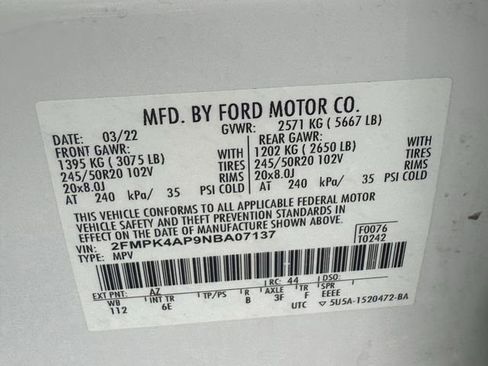 MFD. BY FORD MOTOR CO.
DATE: 03/22 GVWR: 2571 KG ( 5667 LB)
FRONT GAWR: REAR GAWR:
1395 KG ( 3075 LB) WITH 1202 KG ( 2650 LB) WITH
245/50R20 102V TIRES 245/50R20 102V TIRES
20x8.0J RIMS 20x8.0J RIMS
AT 240 kPa/ 35 PSI COLD AT 240 kPa/ 35 PSI COLD
THIS VEHICLE CONFORMS TO ALL APPLICABLE FEDERAL MOTOR
VEHICLE SAFETY AND THEFT PREVENTION STANDARDS IN
EFFECT ON THE DATE OF MANUFACTURE SHOWN ABOVE.
VIN: 2FMPK4AP9NBA07137 F0076
TYPE: MPV T0242
EXT PNT: AZ RC: 44 DSO:
WB INT TR TP/PS R AXLE TR SPR
112 6E B 3F F EEEE
UTC 5U5A-1520472-BA